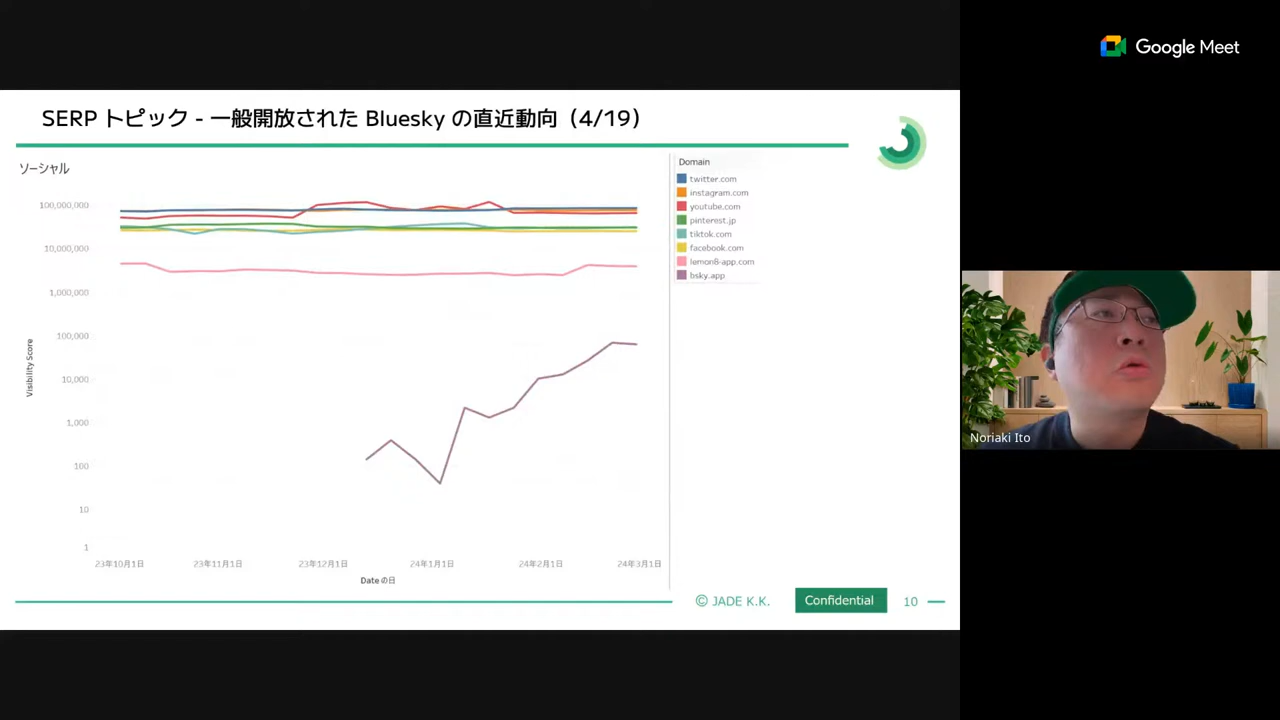 Google Meet
SERP トピック - 一般開放された Bluesky の直近動向（4/19）
ソーシャル
Domain
twitter.com
instagram.com
youtube.com
pinterest.jp
tiktok.com
facebook.com
lemon8-app.com
bsky.app
100,000,000
10,000,000
1,000,000
100,000
10,000
1,000
100
10
1
Visibility Score
23年10月1日
23年11月1日
23年12月1日
24年1月1日
24年2月1日
24年3月1日
Date の日
© JADE K.K.
Confidential
10
Noriaki Ito